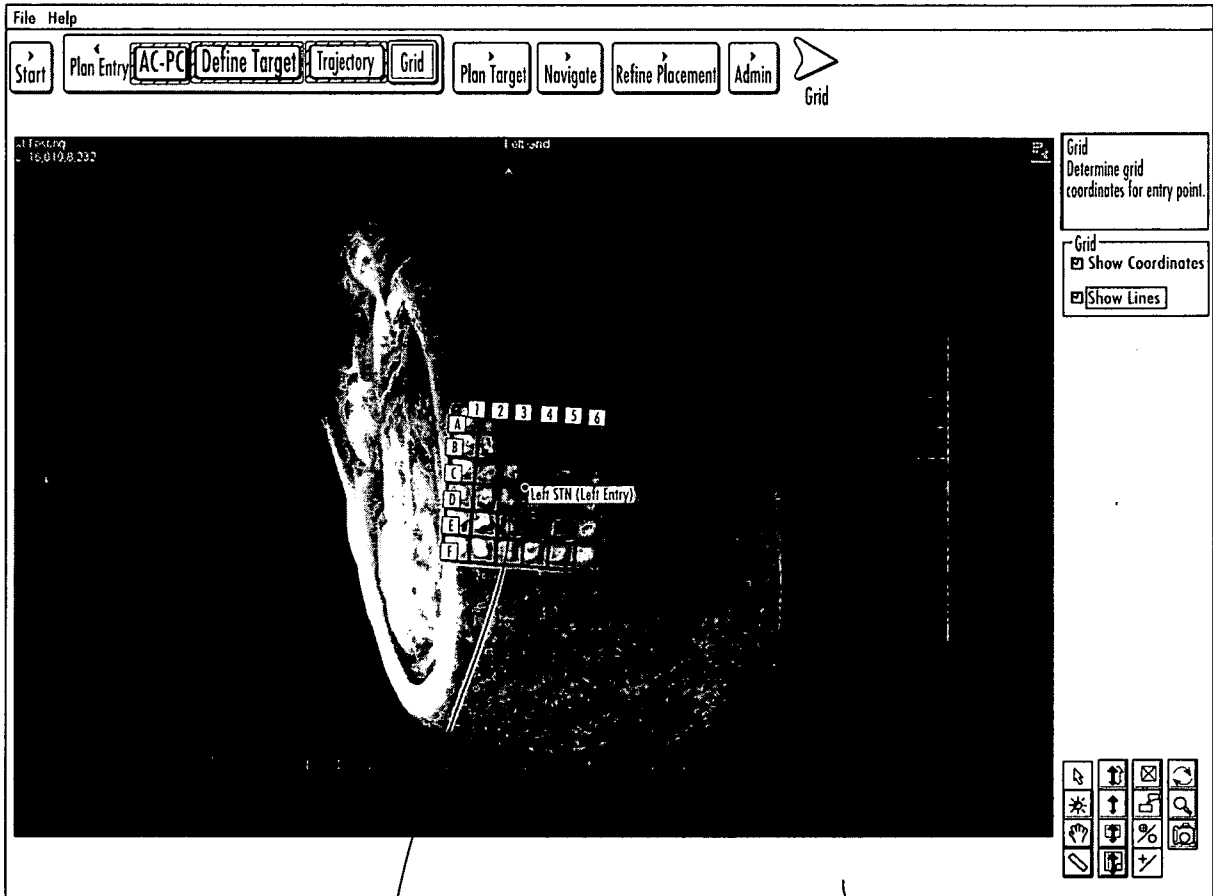 File Help
Start Plan Entry AC-PC Define Target Trajectory Grid Plan Target Navigate Refine Placement Admin
Grid
Left Grid
Grid
Determine grid
coordinates for entry point.
Grid
Show Coordinates
Show Lines
1 2 3 4 5 6
A
B
C
D
Left STN (Left Entry)
E
F